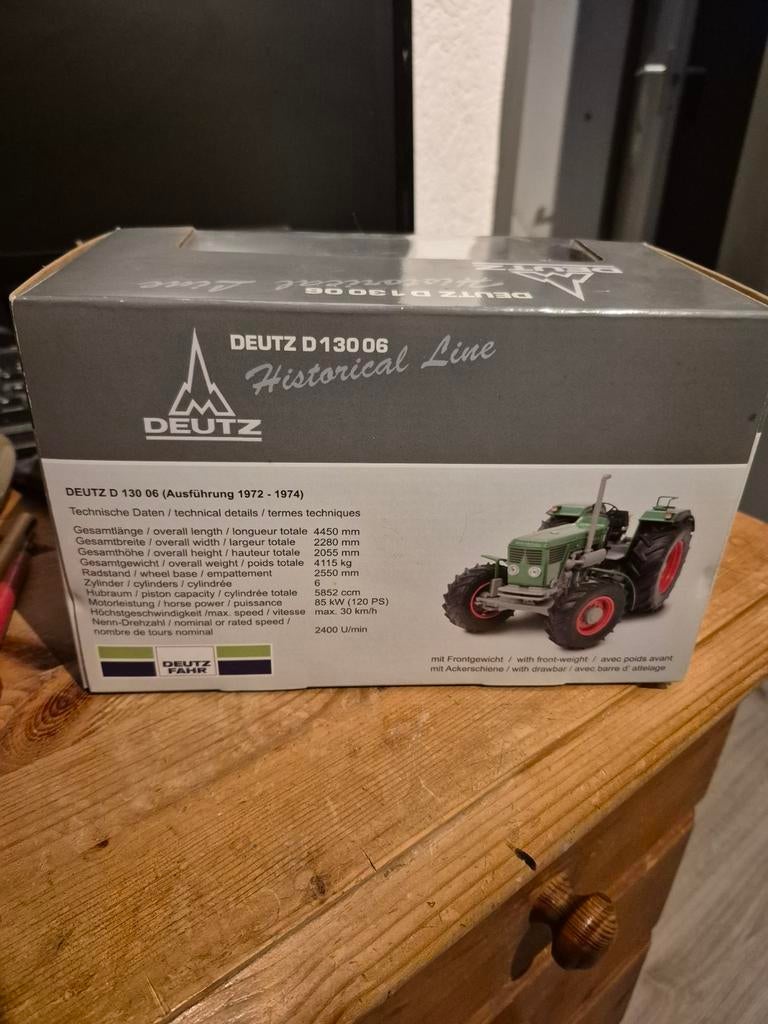 DEUTZ D 130 06
Historical Line
DEUTZ
DEUTZ D 130 06
Historical Line
DEUTZ
DEUTZ D 130 06 (Ausführung 1972 - 1974)
Technische Daten / technical details / termes techniques
Gesamtlänge / overall length / longueur totale 4450 mm
Gesamtbreite / overall width / largeur totale 2280 mm
Gesamthöhe / overall height / hauteur totale 2055 mm
Gesamtgewicht / overall weight / poids totale 4115 kg
Radstand / wheel base / empattement 2550 mm
Zylinder / cylinders / cylindrée 6
Hubraum / piston capacity / cylindrée totale 5852 ccm
Motorleistung / horse power / puissance 85 kW (120 PS)
Höchstgeschwindigkeit / max. speed / vitesse max. 30 km/h
Nenn-Drehzahl / nominal or rated speed /
nombre de tours nominal 2400 U/min
DEUTZ
FAHR
mit Frontgewicht / with front-weight / avec poids avant
mit Ackerschiene / with drawbar / avec barre d' attelage